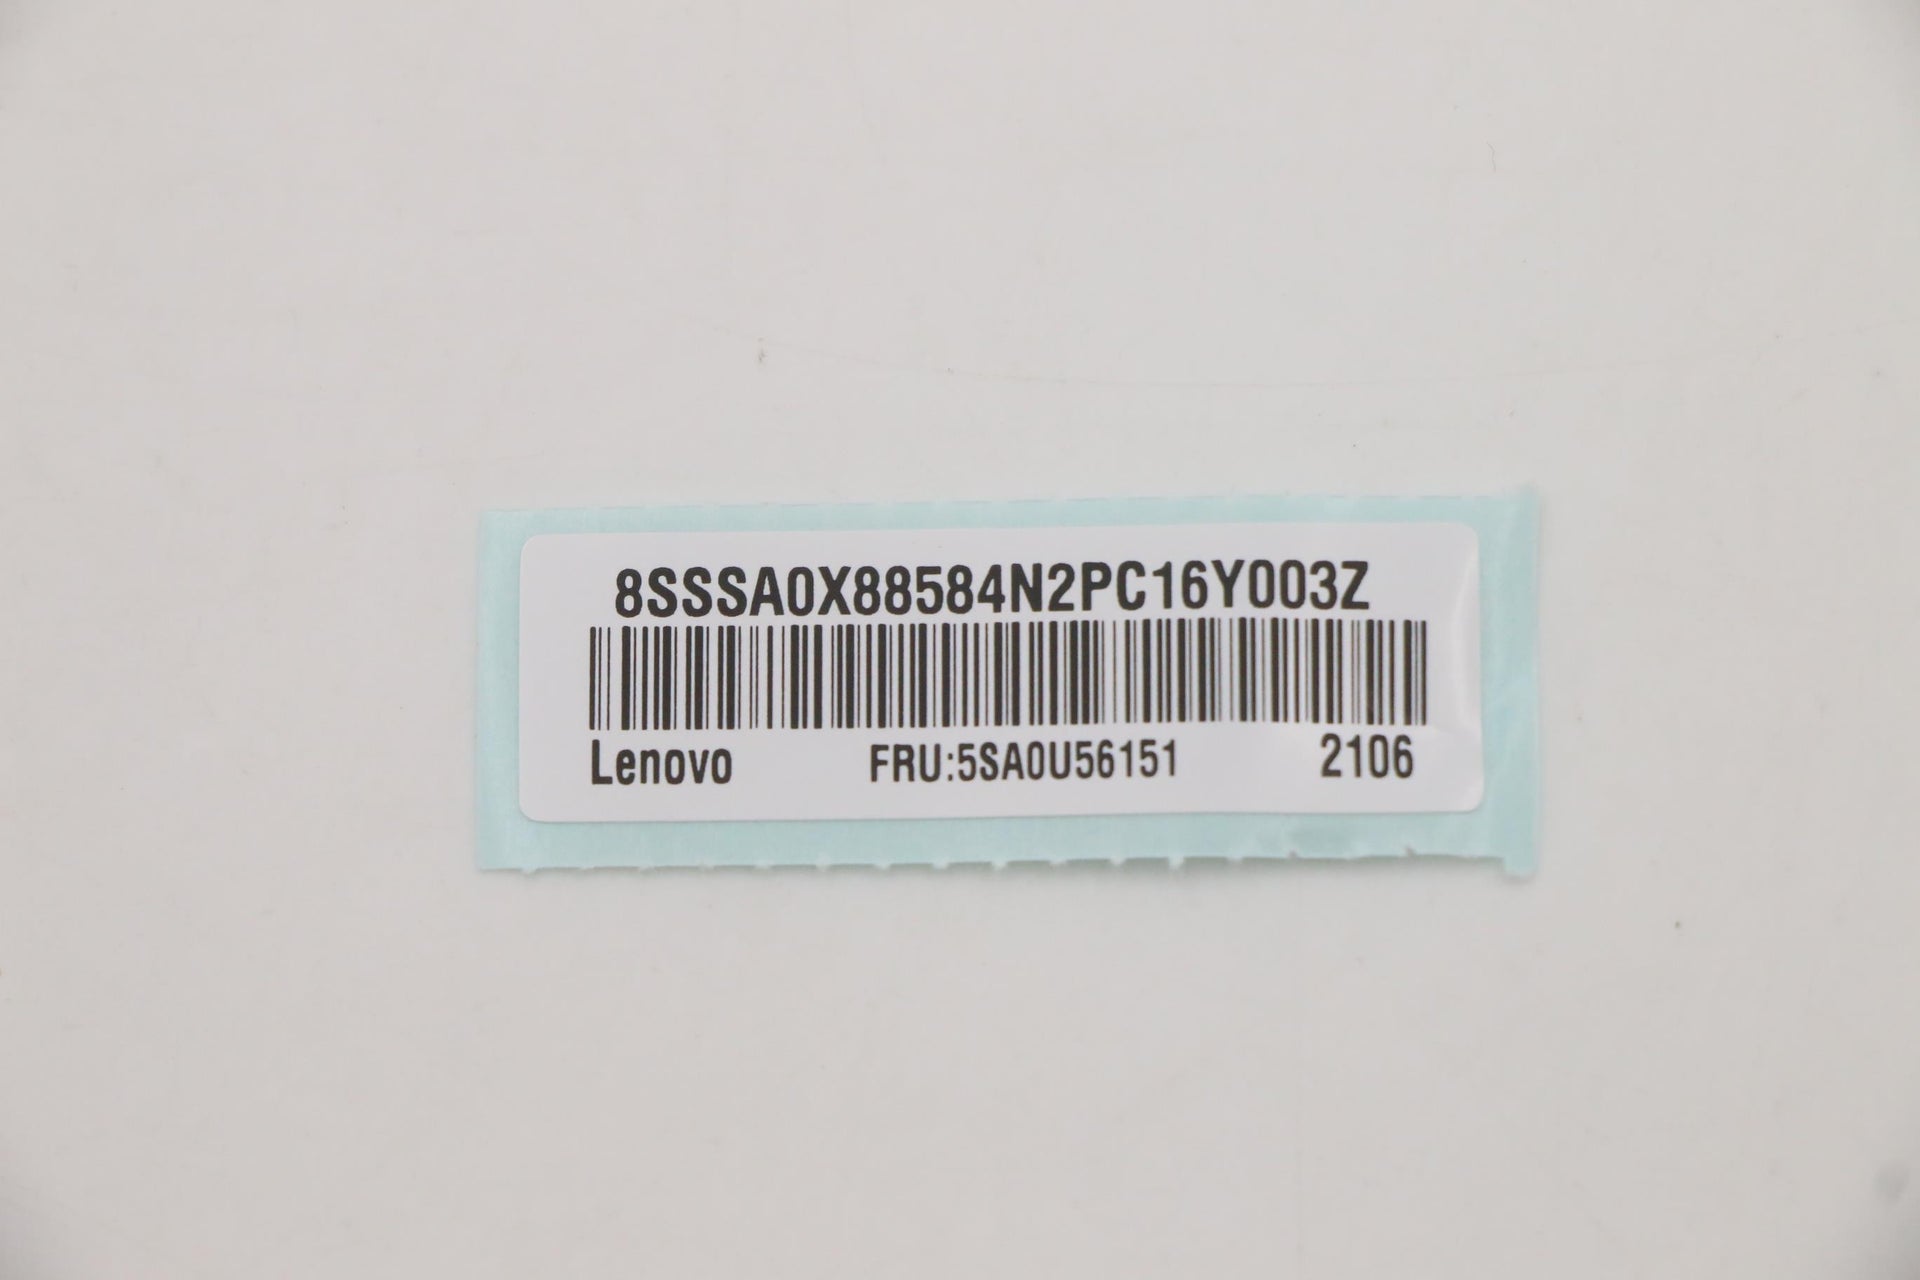 8SSSA0X88584N2PC16Y003Z
Lenovo FRU:5SA0U56151 2106